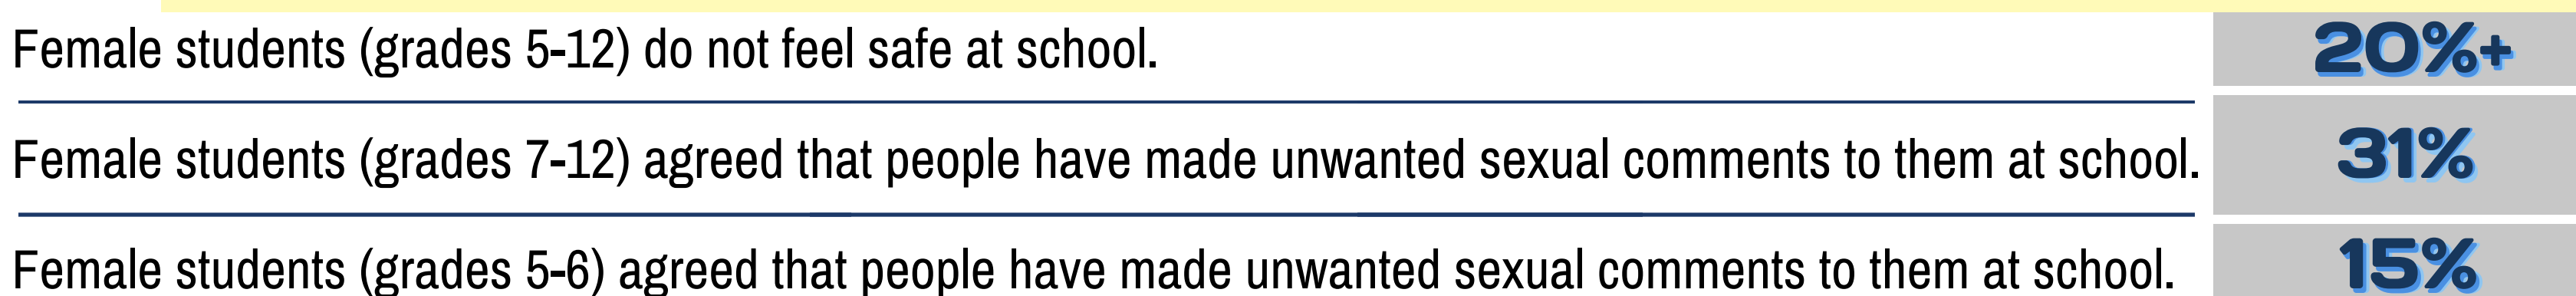 Female students (grades 5-12) do not feel safe at school. 20%+
Female students (grades 7-12) agreed that people have made unwanted sexual comments to them at school. 31%
Female students (grades 5-6) agreed that people have made unwanted sexual comments to them at school. 15%